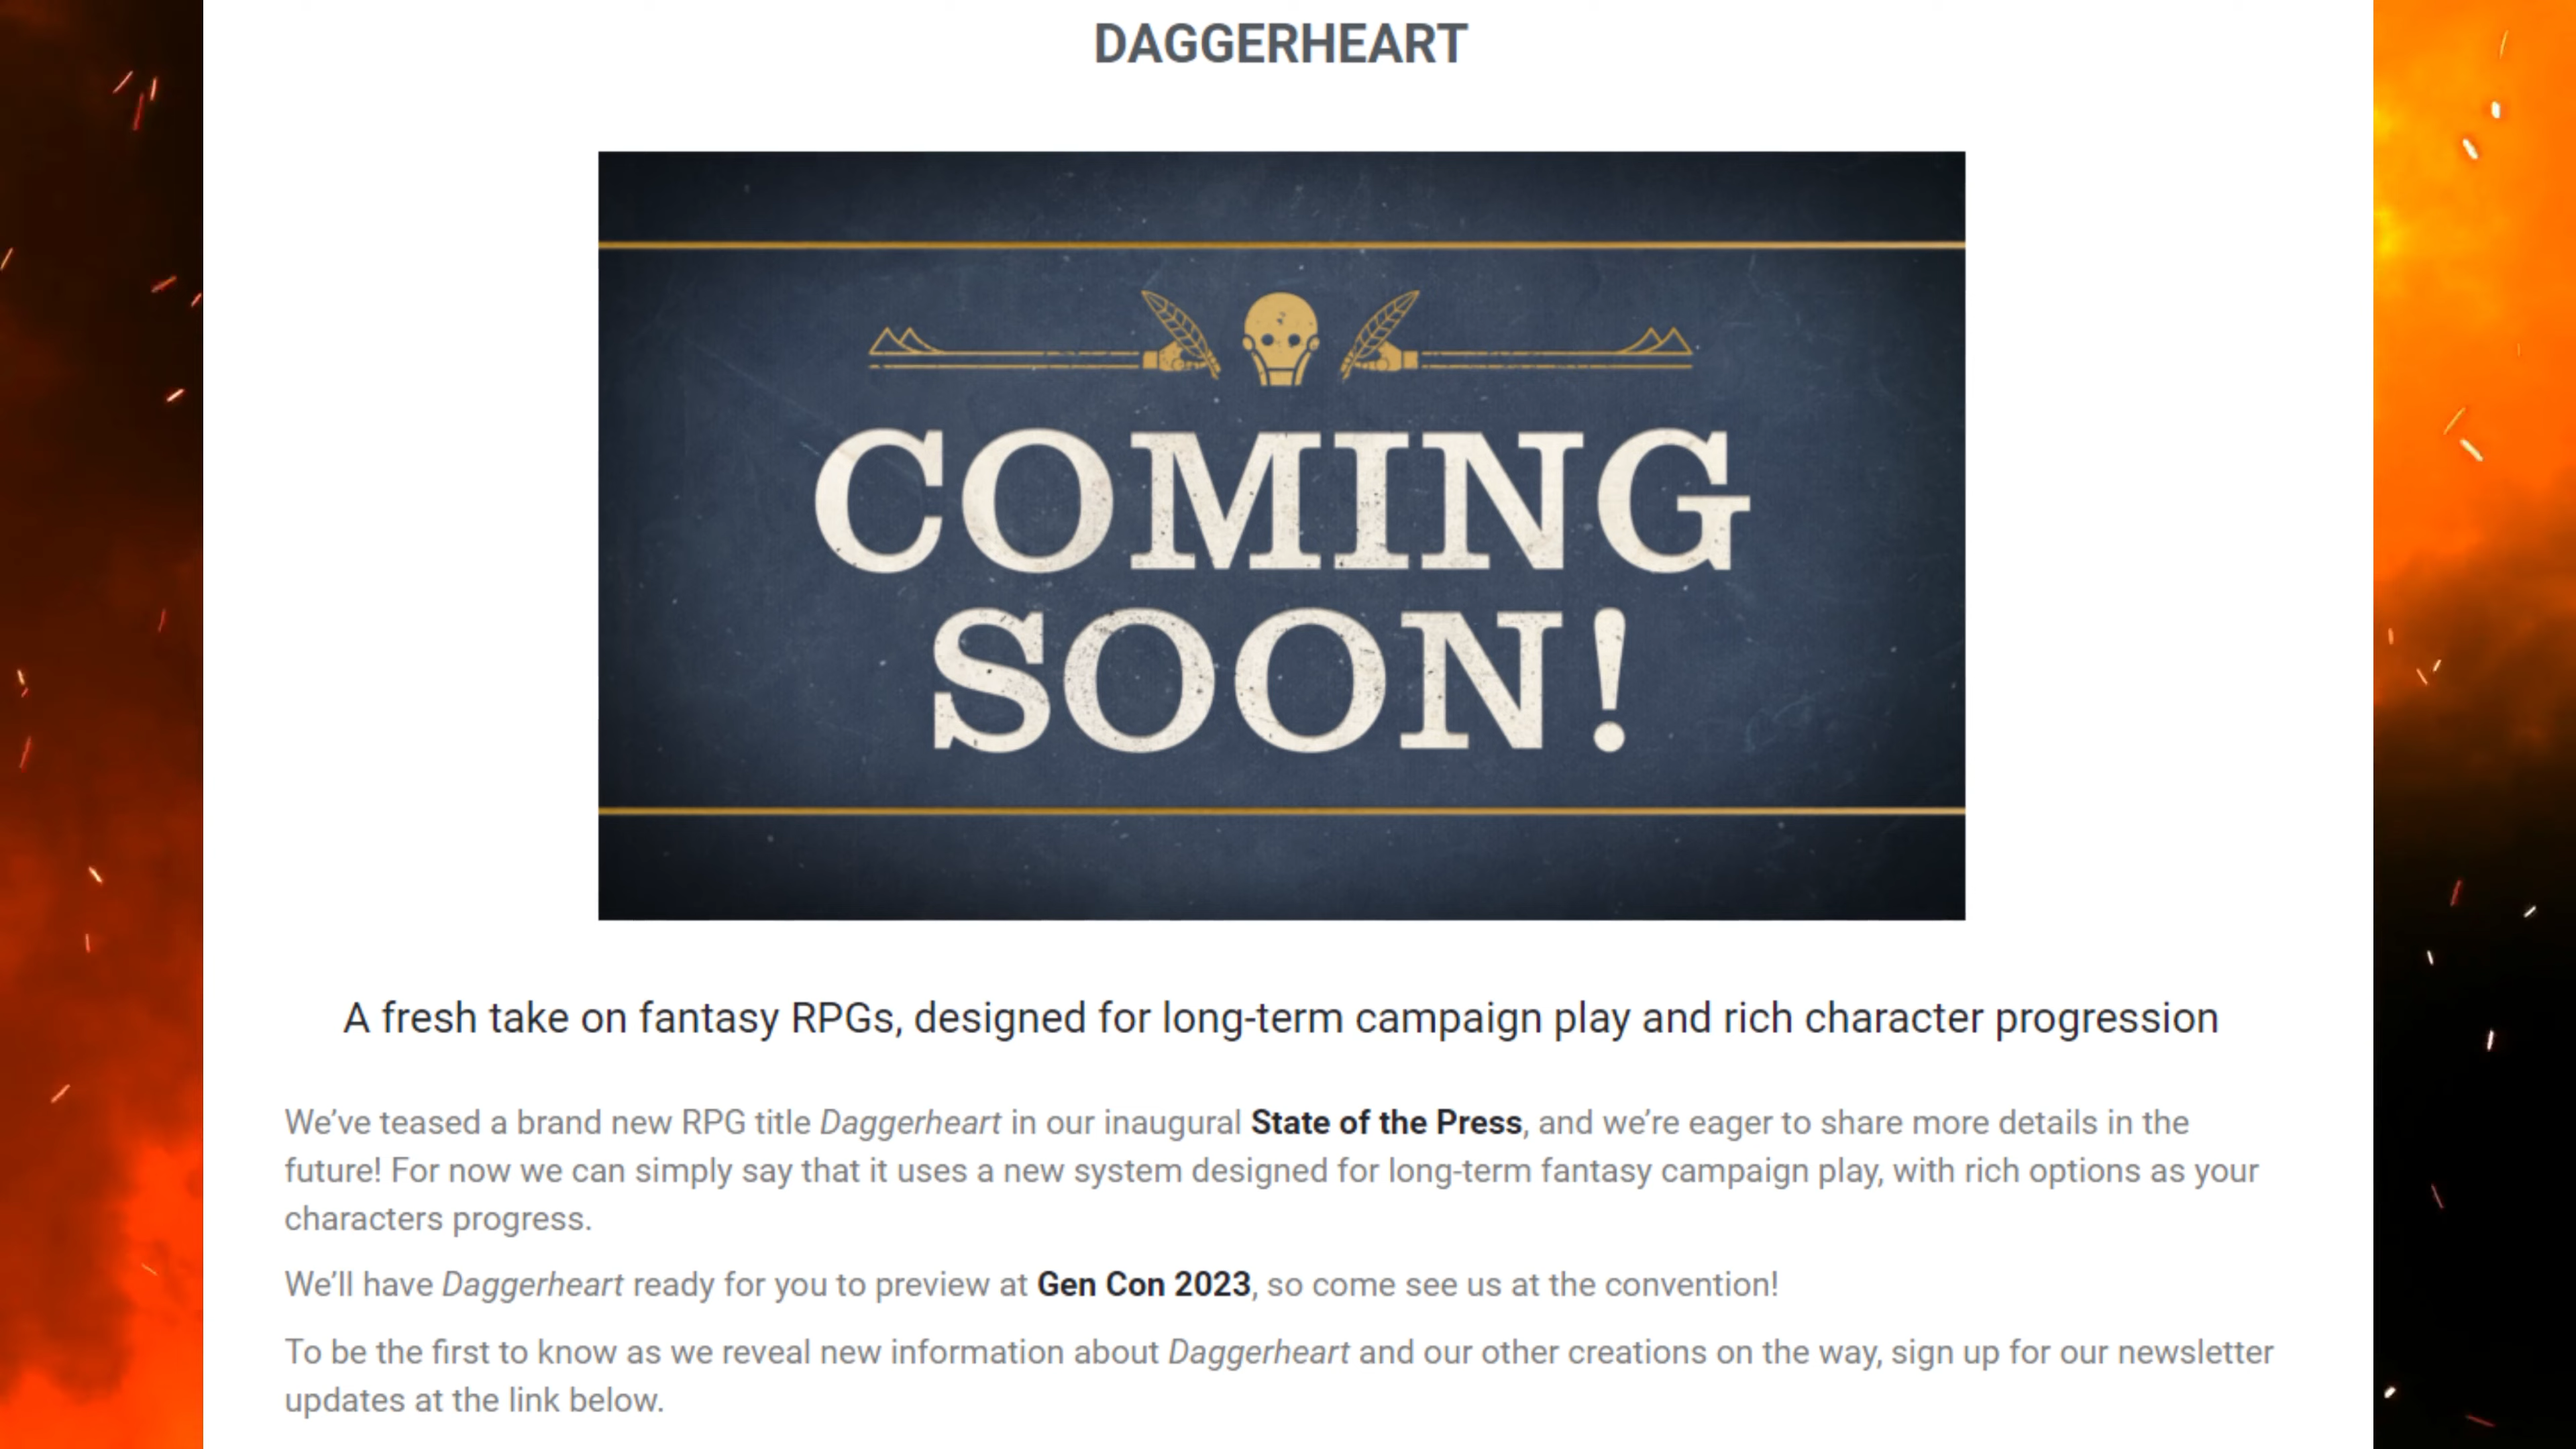 DAGGERHEART
COMING
SOON!
A fresh take on fantasy RPGs, designed for long-term campaign play and rich character progression
We’ve teased a brand new RPG title Daggerheart in our inaugural State of the Press, and we’re eager to share more details in the
future! For now we can simply say that it uses a new system designed for long-term fantasy campaign play, with rich options as your
characters progress.
We’ll have Daggerheart ready for you to preview at Gen Con 2023, so come see us at the convention!
To be the first to know as we reveal new information about Daggerheart and our other creations on the way, sign up for our newsletter
updates at the link below.